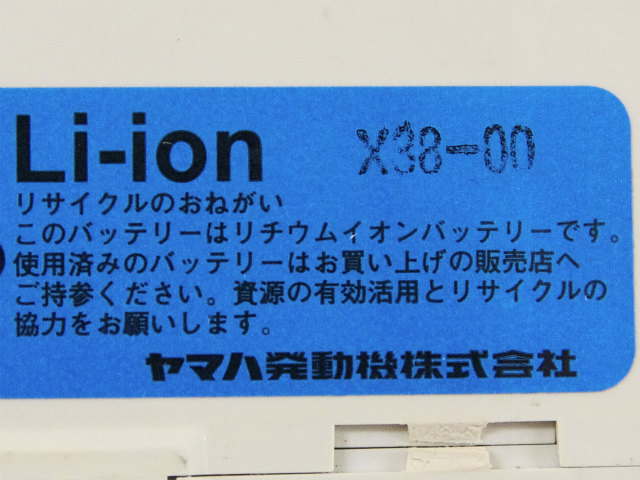 Li-ion X38-00
リサイクルのおねがい
このバッテリーはリチウムイオンバッテリーです。
使用済みのバッテリーはお買い上げの販売店へ
ご持参ください。資源の有効活用とリサイクルの
協力をお願いします。
ヤマハ発動機株式会社